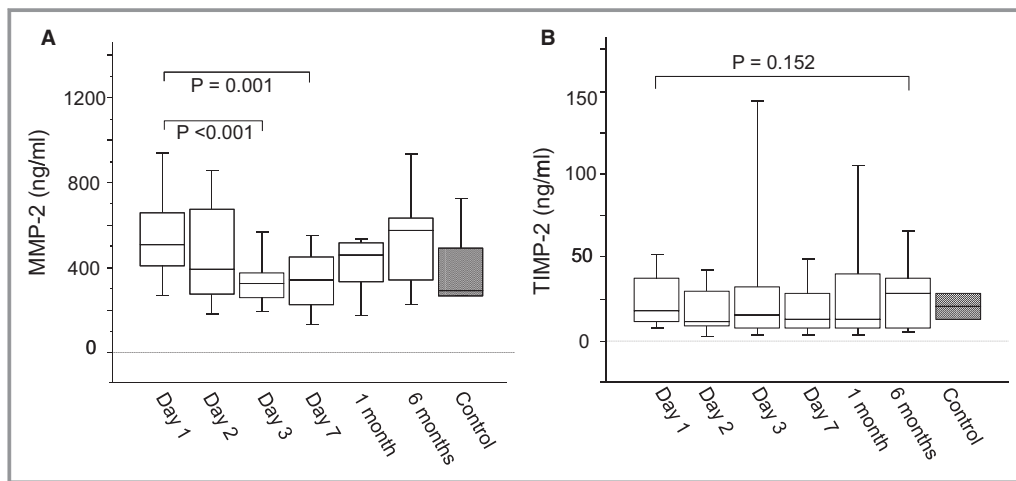 A
MMP-2 (ng/ml)
1200
800
400
0
P = 0.001
P <0.001
Day 1
Day 2
Day 3
Day 7
1 month
6 months
Control
B
TIMP-2 (ng/ml)
150
100
50
0
P = 0.152
Day 1
Day 2
Day 3
Day 7
1 month
6 months
Control